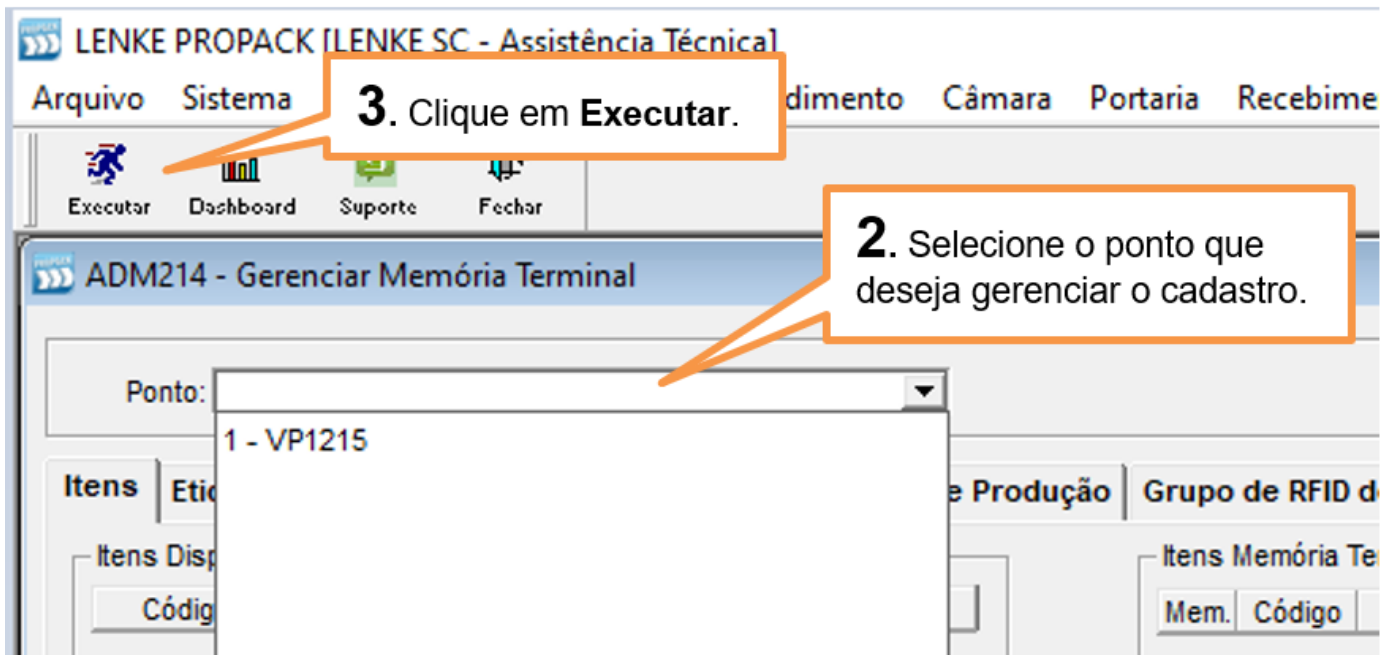 LENKE PROPACK [LENKE SC - Assistência Técnica]
Arquivo Sistema dimento Câmara Portaria Recebime
3. Clique em Executar.
Executar Dashboard Suporte Fechar
2. Selecione o ponto que
deseja gerenciar o cadastro.
ADM214 - Gerenciar Memória Terminal
Ponto:
1 - VP1215
Itens Etiq e Produção Grupo de RFID d
Itens Disp Itens Memória Te
Códig Mem. Código